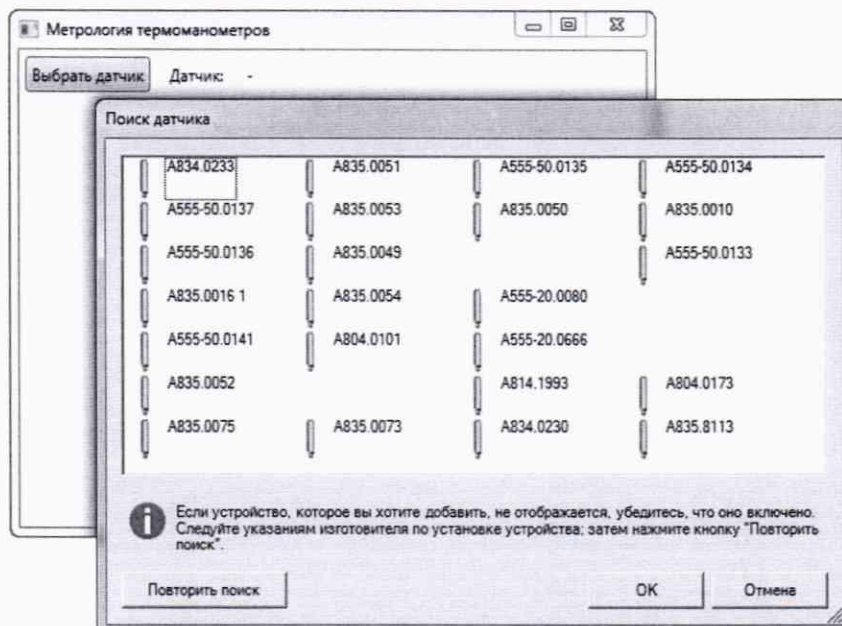 Метрология термоманометров
Выбрать датчик Датчик: -
Поиск датчика
A834.0233 A835.0051 A555-50.0135 A555-50.0134
A555-50.0137 A835.0053 A835.0050 A835.0010
A555-50.0136 A835.0049 A555-50.0133
A835.0016 1 A835.0054 A555-20.0080
A555-50.0141 A804.0101 A555-20.0666
A835.0052 A814.1993 A804.0173
A835.0075 A835.0073 A834.0230 A835.8113
Если устройство, которое вы хотите добавить, не отображается, убедитесь, что оно включено.
Следуйте указаниям изготовителя по установке устройства; затем нажмите кнопку "Повторить
поиск".
Повторить поиск OK Отмена